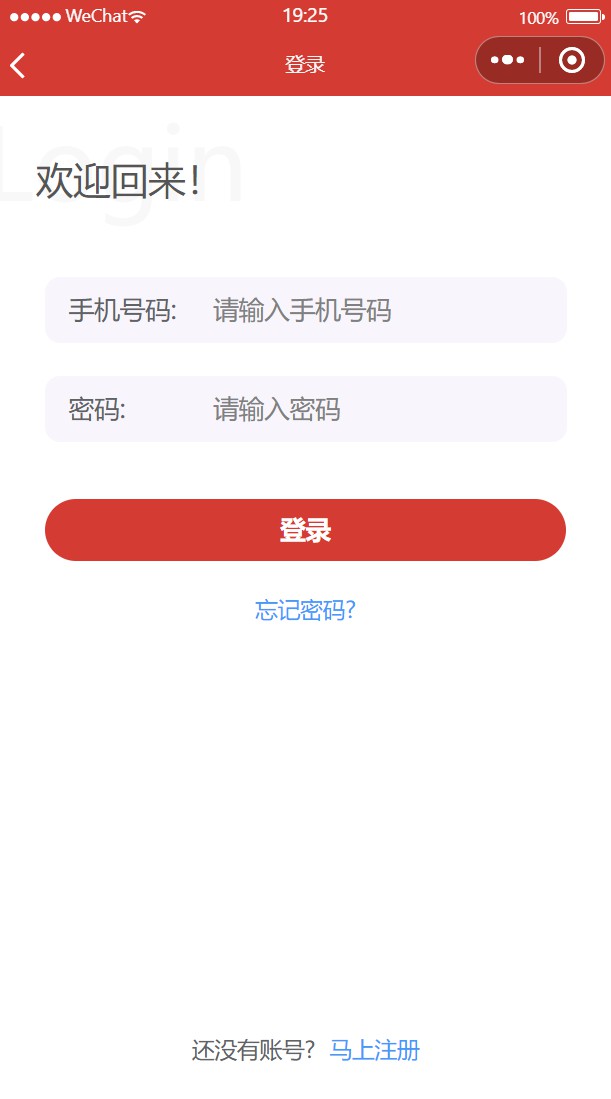 WeChat 19:25 100%
登录
Login
欢迎回来！
手机号码: 请输入手机号码
密码: 请输入密码
登录
忘记密码?
还没有账号? 马上注册